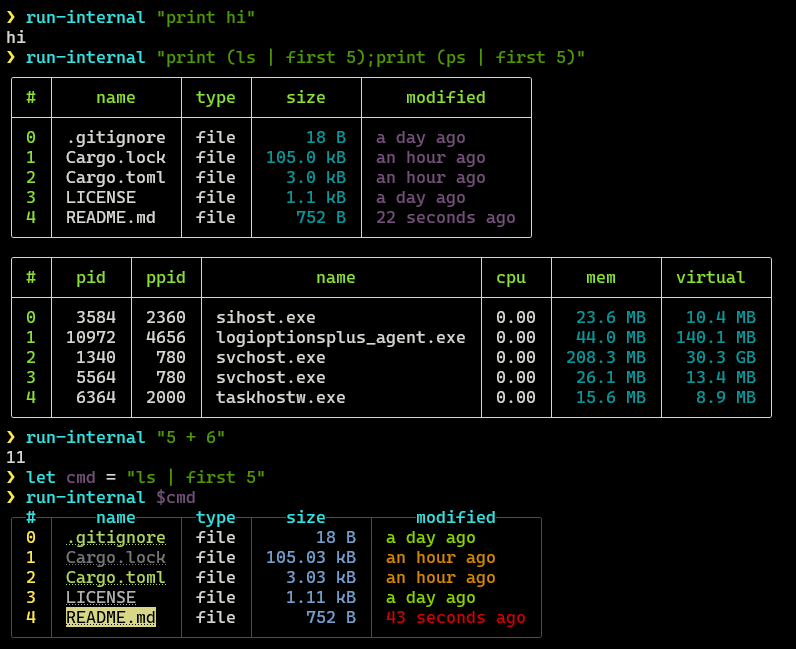 ❯ run-internal "print hi"
hi
❯ run-internal "print (ls | first 5);print (ps | first 5)"
# name type size modified
0 .gitignore file 18 B a day ago
1 Cargo.lock file 105.0 kB an hour ago
2 Cargo.toml file 3.0 kB an hour ago
3 LICENSE file 1.1 kB a day ago
4 README.md file 752 B 22 seconds ago
# pid ppid name cpu mem virtual
0 3584 2360 sihost.exe 0.00 23.6 MB 10.4 MB
1 10972 4656 logioptionsplus_agent.exe 0.00 44.0 MB 140.1 MB
2 1340 780 svchost.exe 0.00 208.3 MB 30.3 GB
3 5564 780 svchost.exe 0.00 26.1 MB 13.4 MB
4 6364 2000 taskhostw.exe 0.00 15.6 MB 8.9 MB
❯ run-internal "5 + 6"
11
❯ let cmd = "ls | first 5"
❯ run-internal $cmd
# name type size modified
0 .gitignore file 18 B a day ago
1 Cargo.lock file 105.03 kB an hour ago
2 Cargo.toml file 3.03 kB an hour ago
3 LICENSE file 1.11 kB a day ago
4 README.md file 752 B 43 seconds ago